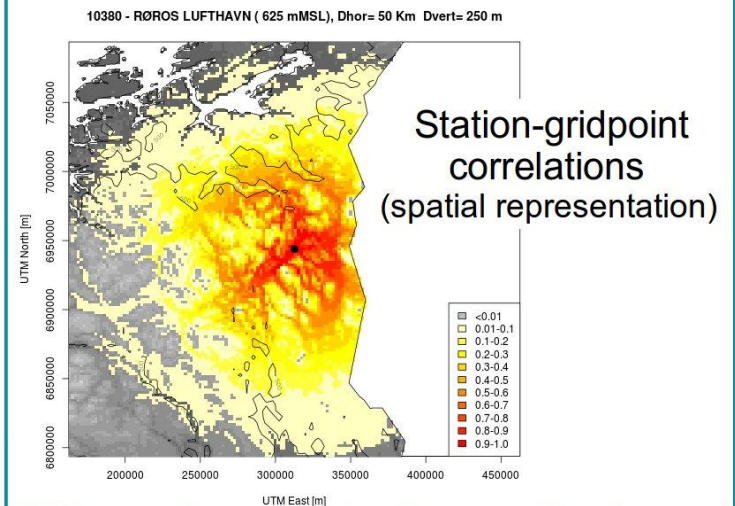 10380 - RØROS LUFTHAVN ( 625 mMSL), Dhor= 50 Km Dvert= 250 m
Station-gridpoint
correlations
(spatial representation)
UTM North [m]
7050000
7000000
6950000
6900000
6850000
6800000
<0.01
0.01-0.1
0.1-0.2
0.2-0.3
0.3-0.4
0.4-0.5
0.5-0.6
0.6-0.7
0.7-0.8
0.8-0.9
0.9-1.0
200000 250000 300000 350000 400000 450000
UTM East [m]